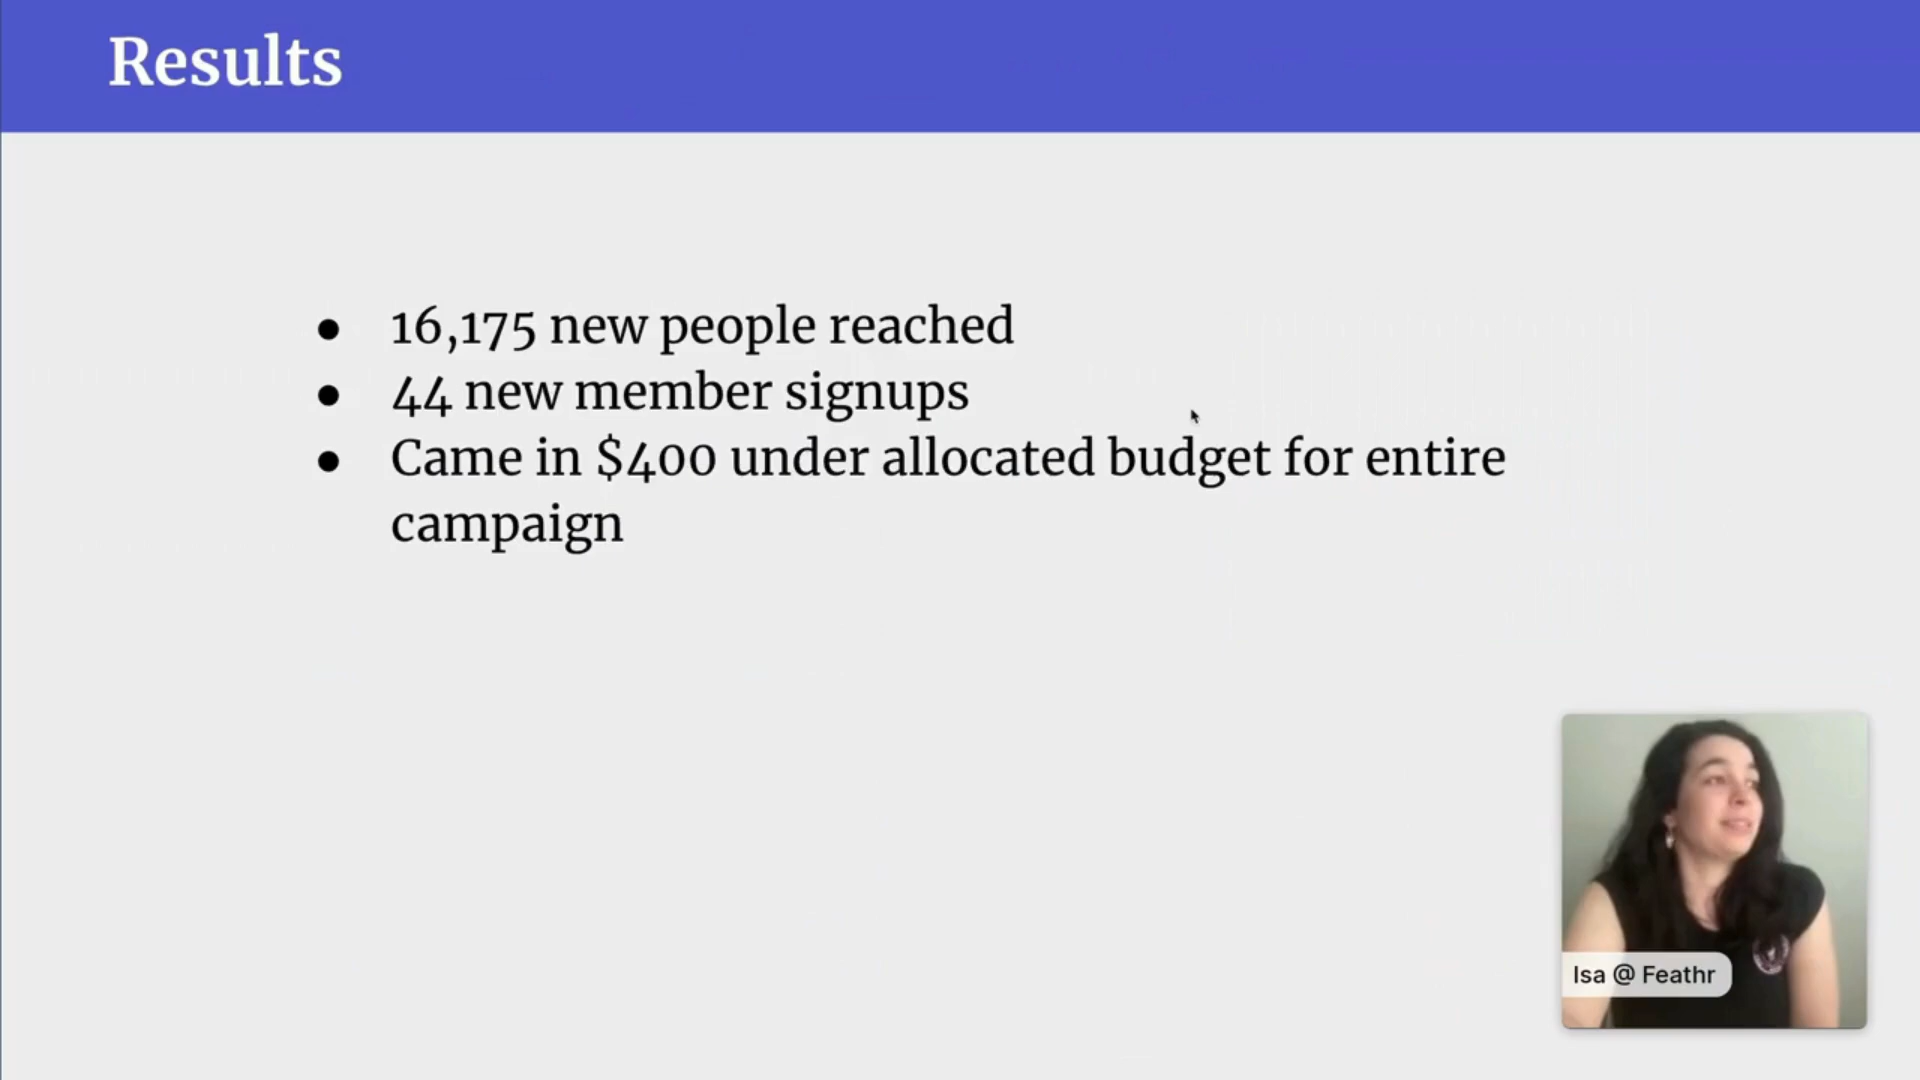 Results
● 16,175 new people reached
● 44 new member signups
● Came in $400 under allocated budget for entire
campaign
Isa @ Feathr